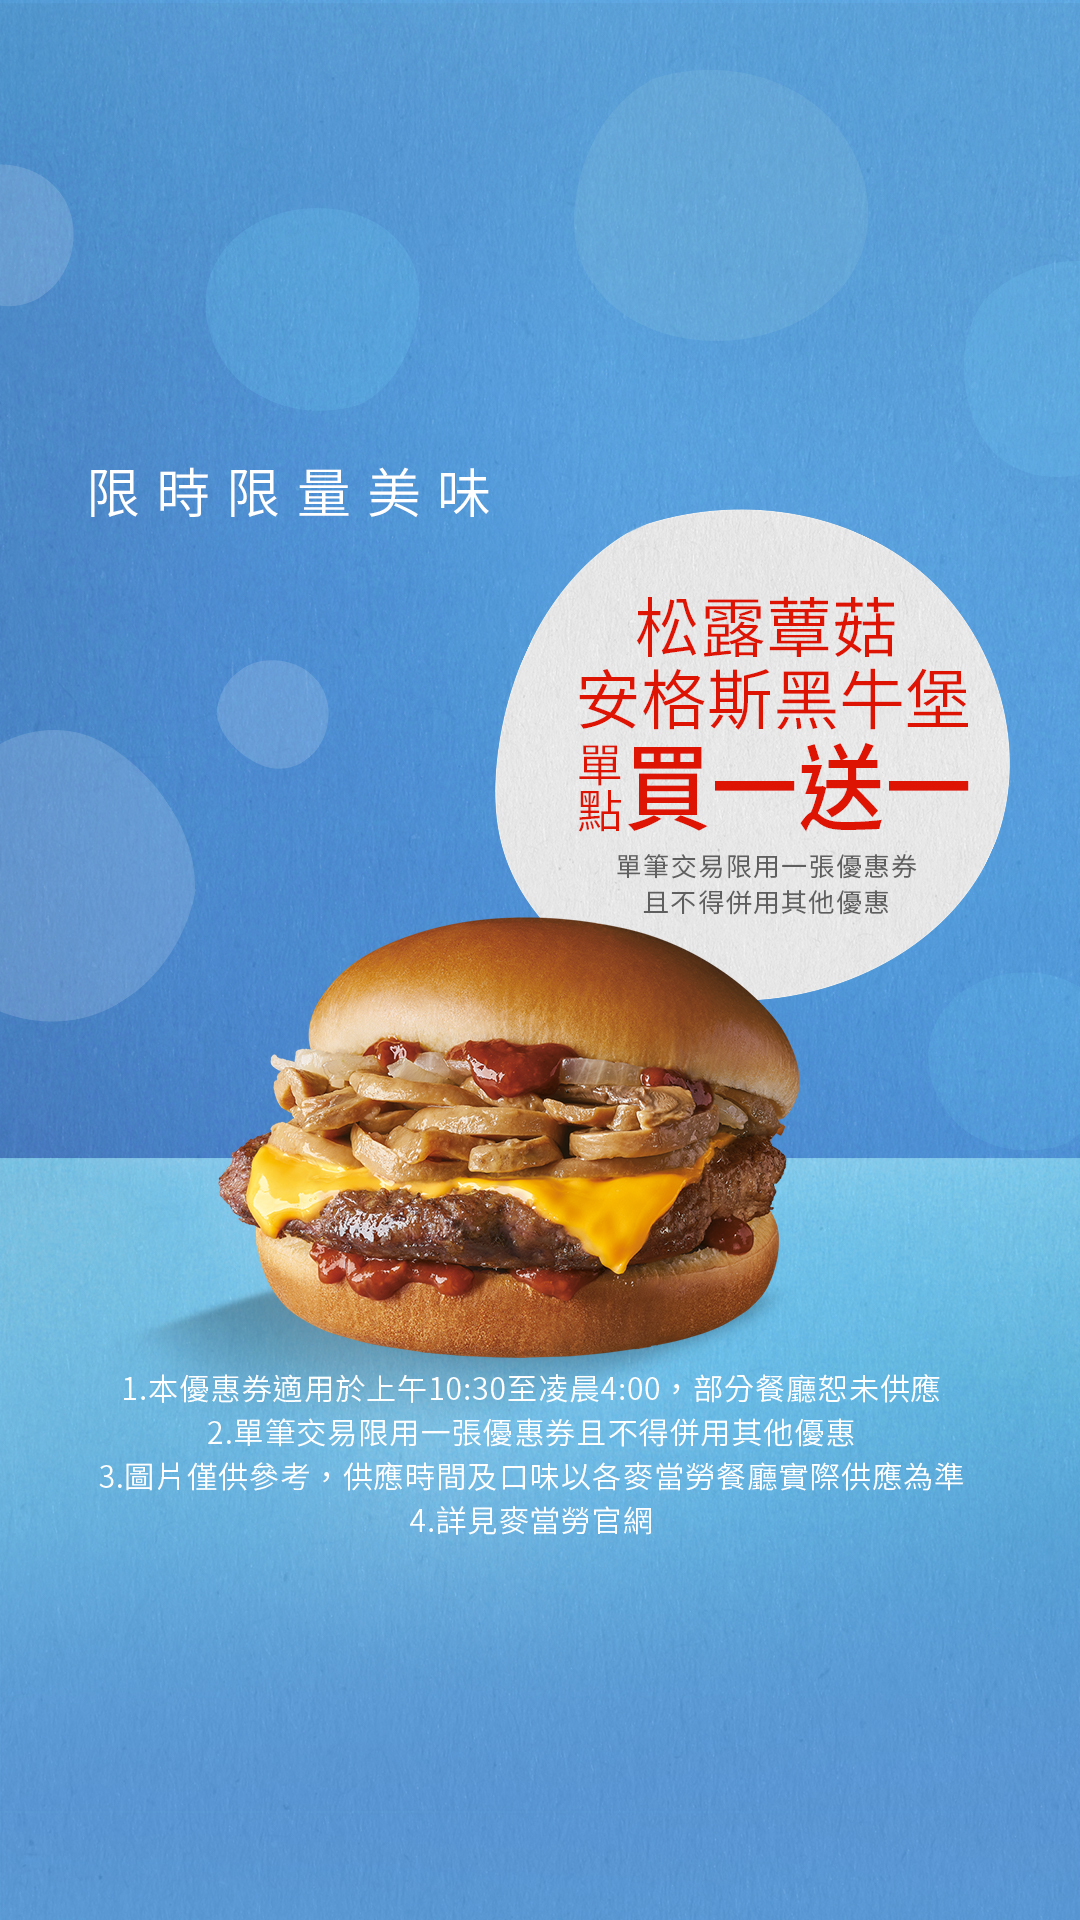 限時限量美味
松露蕈菇
安格斯黑牛堡
單點買一送一
單筆交易限用一張優惠券
且不得併用其他優惠
1.本優惠券適用於上午10:30至凌晨4:00，部分餐廳恕未供應
2.單筆交易限用一張優惠券且不得併用其他優惠
3.圖片僅供參考，供應時間及口味以各麥當勞餐廳實際供應為準
4.詳見麥當勞官網